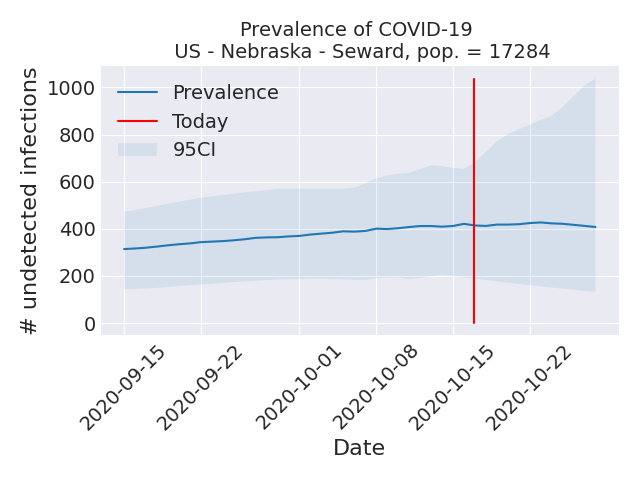 Prevalence of COVID-19
US - Nebraska - Seward, pop. = 17284
# undetected infections
1000
800
600
400
200
0
Prevalence
Today
95CI
2020-09-15
2020-09-22
2020-10-01
2020-10-08
2020-10-15
2020-10-22
Date